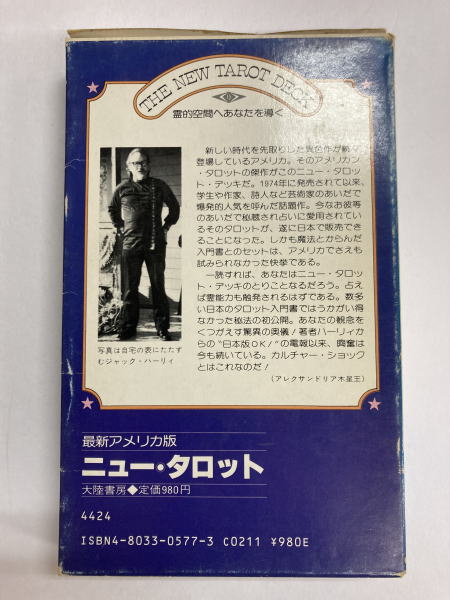 THE NEW TAROT DECK
霊的空間へあなたを導く
新しい時代を先取りした異色作が続々
登場しているアメリカ。そのアメリカン
・タロットの傑作がこのニュー・タロッ
ト・デッキだ。1974年に発売されて以来、
学生や作家、詩人など芸術家のあいだで
爆発的人気を呼んだ話題作。今なお彼等
のあいだで秘蔵され占いに愛用されてい
るそのタロットが、遂に日本で販売でき
ることになった。しかも魔法とからんだ
入門書とのセットは、アメリカでさえも
試みられなかった快挙である。
一読すれば、あなたはニュー・タロッ
ト・デッキのとりことなるだろう。占え
ば霊能力も触発されるはずである。数多
い日本のタロット入門書ではうかがい得
なかった秘法の初公開。あなたの観念を
くつがえす驚異の奥儀！著者ハーリィか
らの"日本版OK！"の電報以来、興奮は
今も続いている。カルチャー・ショック
とはこれなのだ！
（アレクサンドリア木星王）
写真は自宅の表にたたず
むジャック・ハーリィ
最新アメリカ版
ニュー・タロット
大陸書房◆定価980円
4424
ISBN4-8033-0577-3 C0211 ¥980E